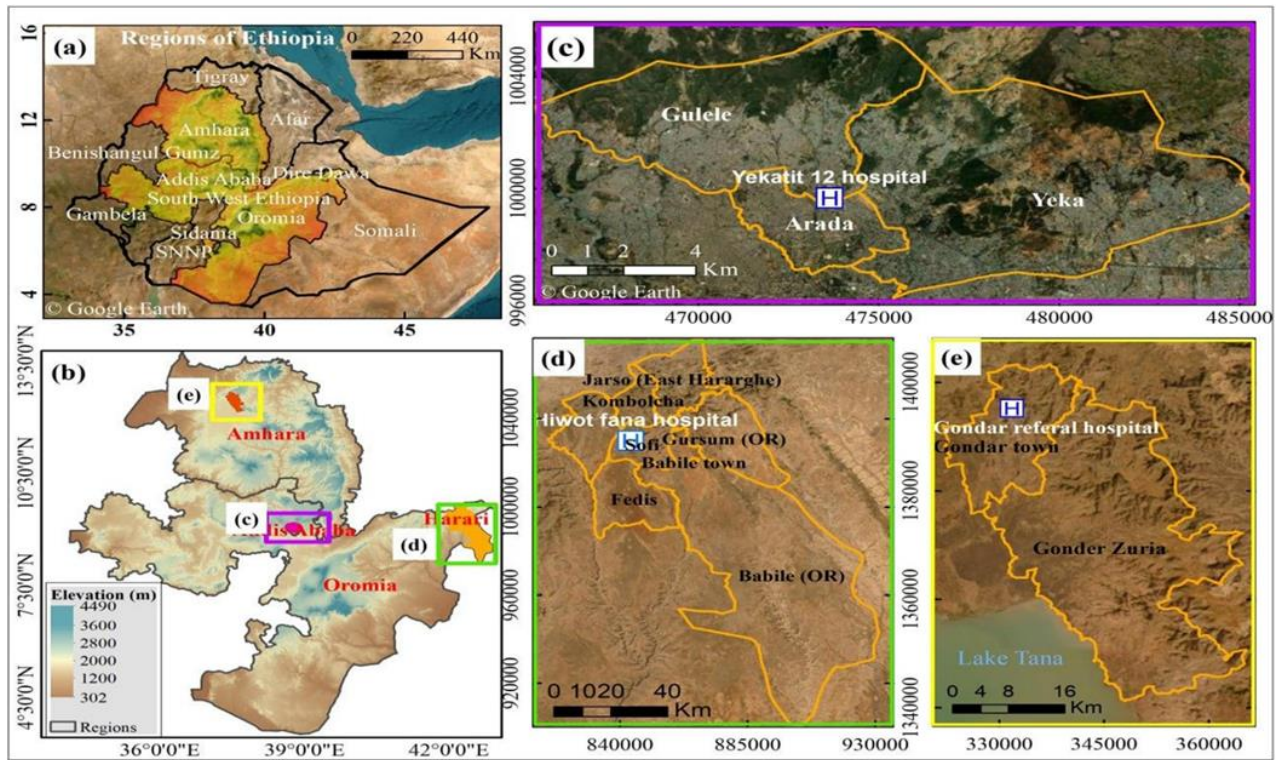 (a)
Regions of Ethiopia
0 220 440
Km
Tigray
Afar
Amhara
Benishangul Gumz
Dire Dawa
Addis Ababa
South West Ethiopia
Gambela
Oromia
Sidama
Somali
SNNP
© Google Earth
16
12
8
4
35 40 45
(c)
Gulele
Yekatit 12 hospital
H
Arada
Yeka
0 1 2 4
Km
© Google Earth
1004000
1000000
996000
470000 475000 480000 485000
(b)
(e)
Amhara
(c)
Addis Ababa
Harari
(d)
Oromia
Elevation (m)
4490
3600
2800
2000
1200
302
Regions
13°30'0"N
10°30'0"N
7°30'0"N
4°30'0"N
36°0'0"E 39°0'0"E 42°0'0"E
(d)
Jarso (East Hararghe)
Kombolcha
Hiwot fana hospital
H
Sofi
Gursum (OR)
Babile town
Fedis
Babile (OR)
0 1020 40
Km
1040000
1000000
960000
920000
840000 885000 930000
(e)
H
Gondar referal hospital
Gondar town
Gonder Zuria
Lake Tana
0 4 8 16
Km
1400000
1380000
1360000
1340000
330000 345000 360000